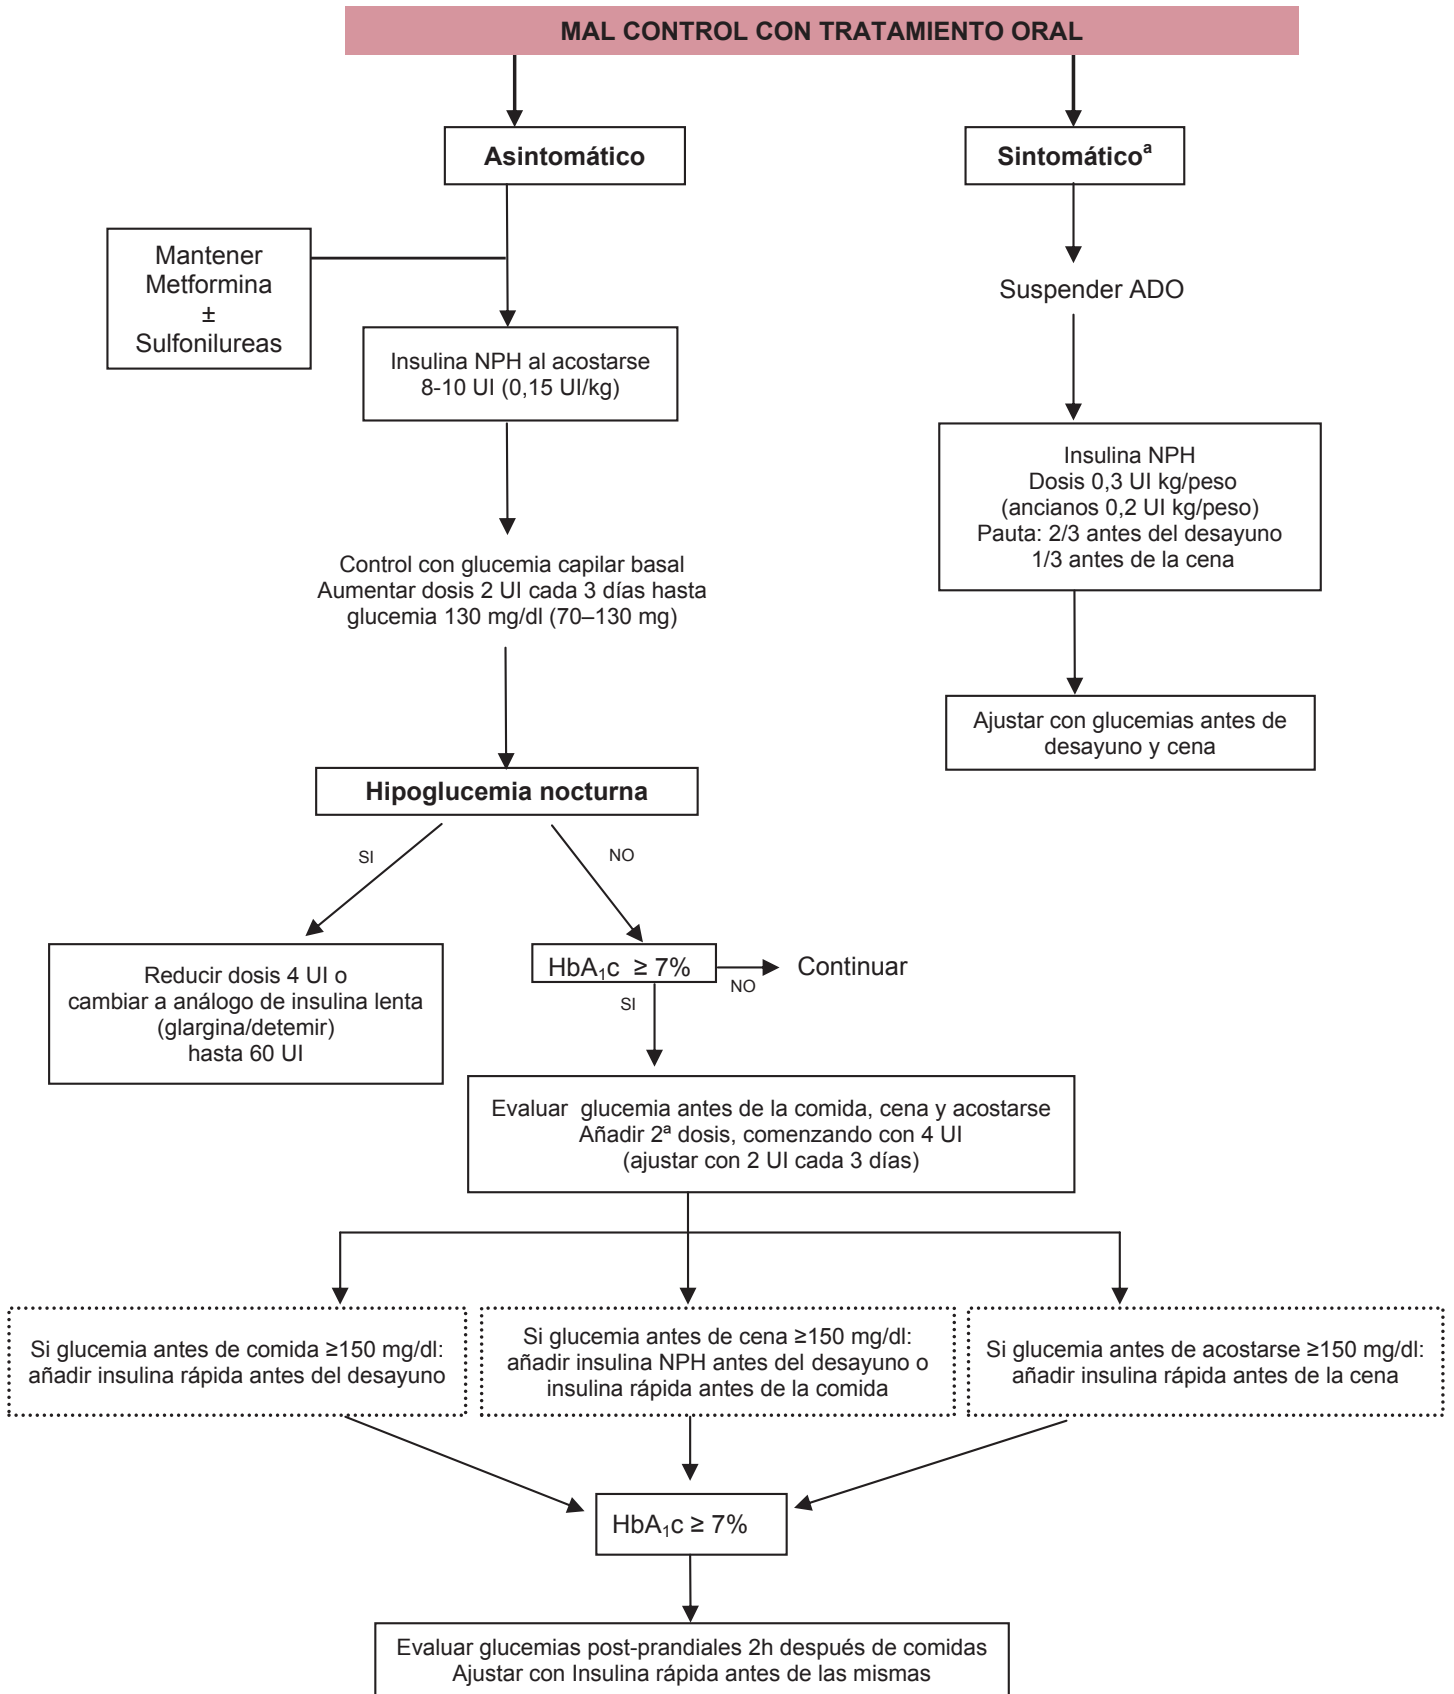 MAL CONTROL CON TRATAMIENTO ORAL
Asintomático
Sintomáticoᵃ
Mantener
Metformina
±
Sulfonilureas
Suspender ADO
Insulina NPH al acostarse
8-10 UI (0,15 UI/kg)
Insulina NPH
Dosis 0,3 UI kg/peso
(ancianos 0,2 UI kg/peso)
Pauta: 2/3 antes del desayuno
1/3 antes de la cena
Control con glucemia capilar basal
Aumentar dosis 2 UI cada 3 días hasta
glucemia 130 mg/dl (70–130 mg)
Ajustar con glucemias antes de
desayuno y cena
Hipoglucemia nocturna
SI
NO
Reducir dosis 4 UI o
cambiar a análogo de insulina lenta
(glargina/detemir)
hasta 60 UI
HbA₁c ≥ 7%
NO
Continuar
SI
Evaluar glucemia antes de la comida, cena y acostarse
Añadir 2ª dosis, comenzando con 4 UI
(ajustar con 2 UI cada 3 días)
Si glucemia antes de comida ≥150 mg/dl:
añadir insulina rápida antes del desayuno
Si glucemia antes de cena ≥150 mg/dl:
añadir insulina NPH antes del desayuno o
insulina rápida antes de la comida
Si glucemia antes de acostarse ≥150 mg/dl:
añadir insulina rápida antes de la cena
HbA₁c ≥ 7%
Evaluar glucemias post-prandiales 2h después de comidas
Ajustar con Insulina rápida antes de las mismas